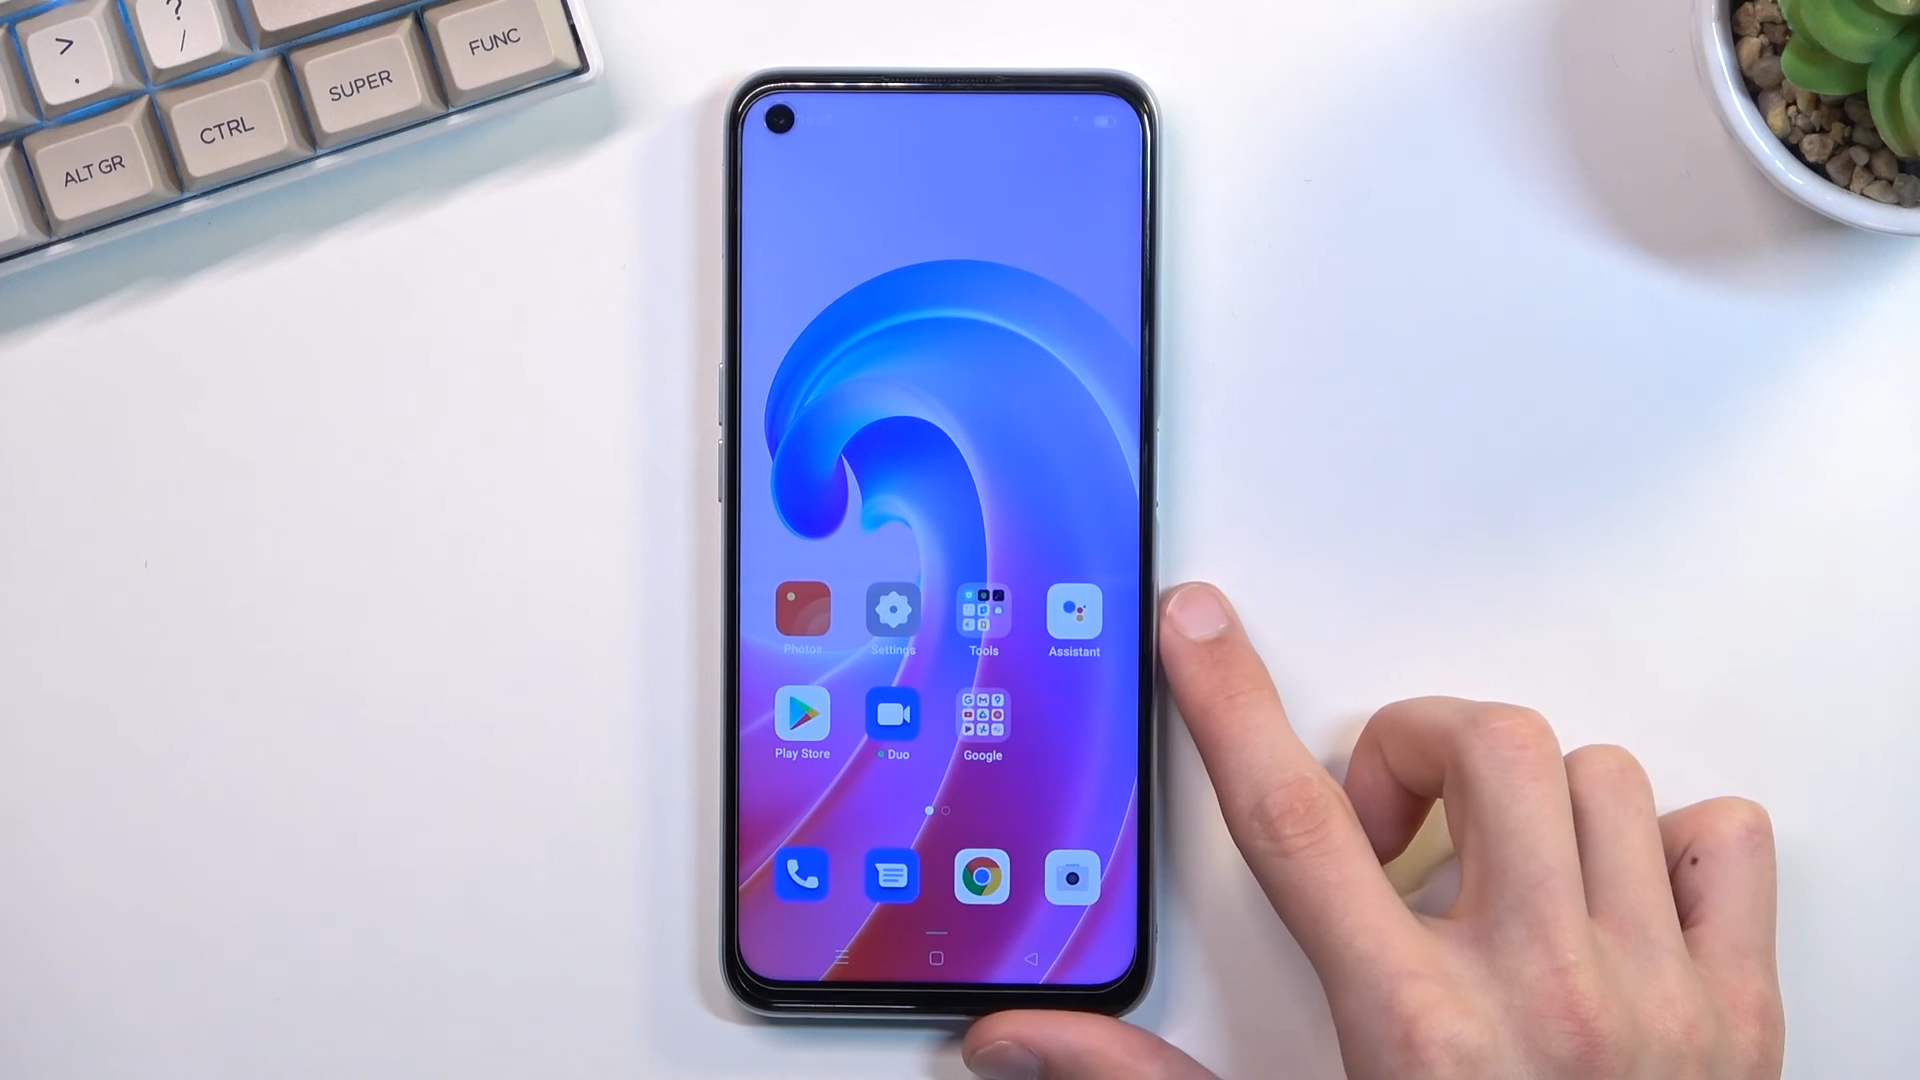 > ?
. /
FUNC
SUPER
CTRL
ALT GR
Photos Settings Tools Assistant
Play Store Duo Google